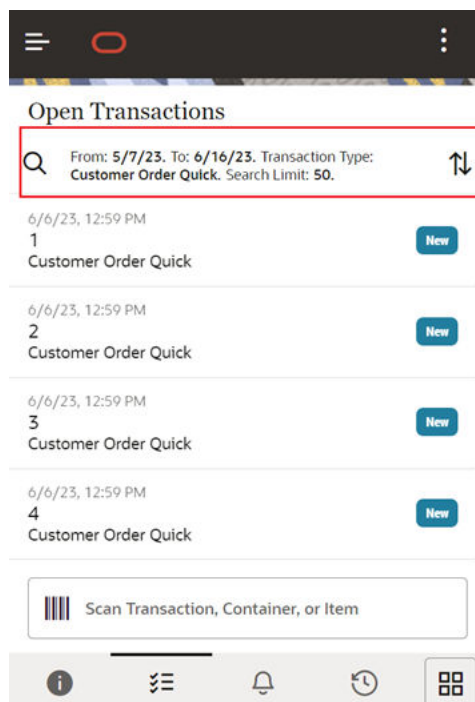 Open Transactions
From: 5/7/23. To: 6/16/23. Transaction Type:
Customer Order Quick. Search Limit: 50.
6/6/23, 12:59 PM
1
New
Customer Order Quick
6/6/23, 12:59 PM
2
New
Customer Order Quick
6/6/23, 12:59 PM
3
New
Customer Order Quick
6/6/23, 12:59 PM
4
New
Customer Order Quick
Scan Transaction, Container, or Item